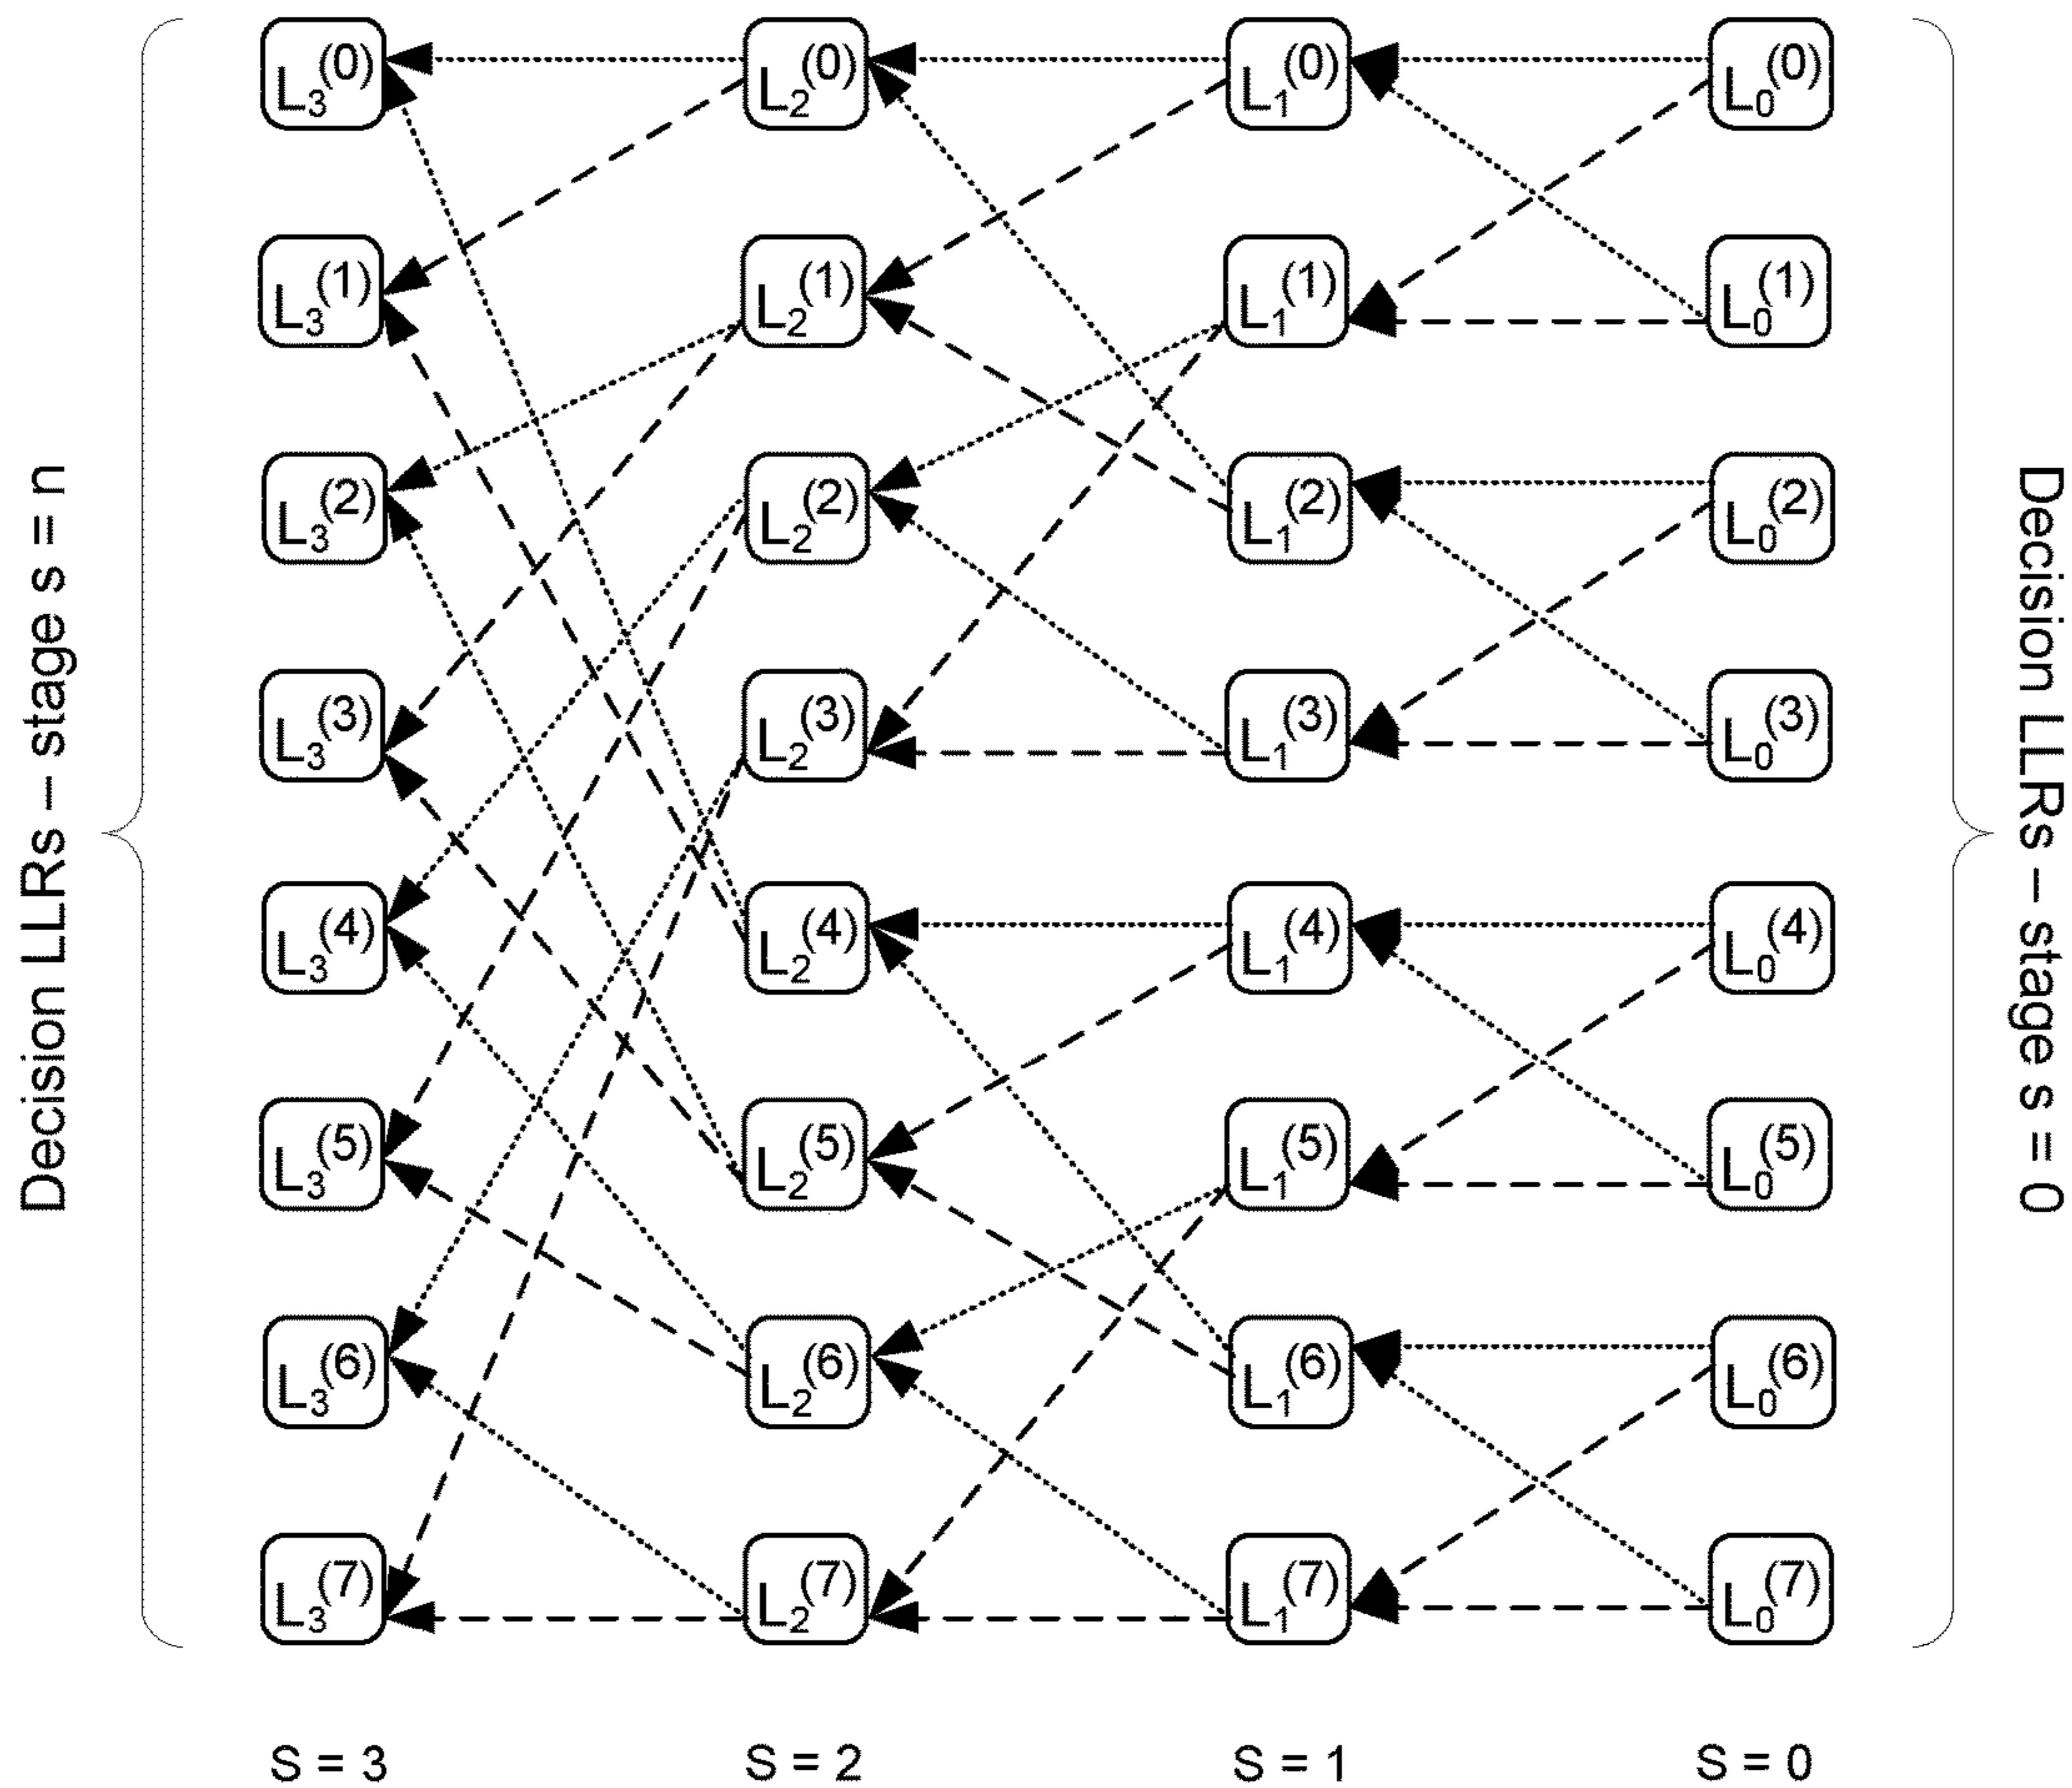 Decision LLRs – stage s = n
L3(0) L2(0) L1(0) L0(0)
L3(1) L2(1) L1(1) L0(1)
L3(2) L2(2) L1(2) L0(2)
L3(3) L2(3) L1(3) L0(3)
L3(4) L2(4) L1(4) L0(4)
L3(5) L2(5) L1(5) L0(5)
L3(6) L2(6) L1(6) L0(6)
L3(7) L2(7) L1(7) L0(7)
Decision LLRs – stage s = 0
S = 3 S = 2 S = 1 S = 0